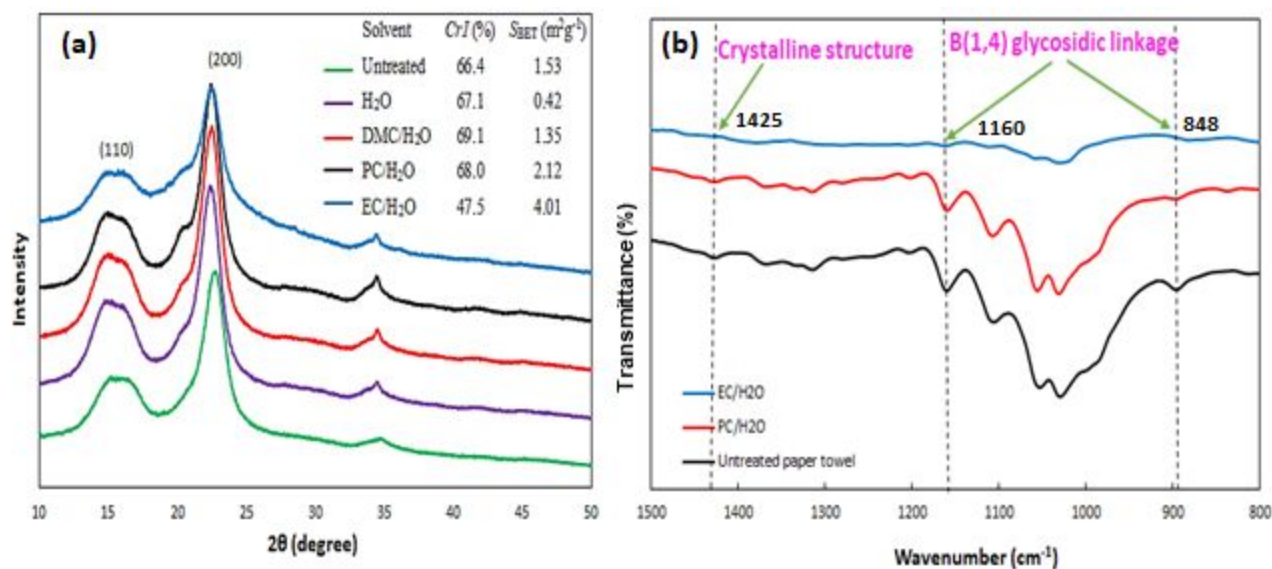 (a)
Solvent CrI (%) SBET (m²g⁻¹)
Untreated 66.4 1.53
H2O 67.1 0.42
DMC/H2O 69.1 1.35
PC/H2O 68.0 2.12
EC/H2O 47.5 4.01
(200)
(110)
Intensity
10 15 20 25 30 35 40 45 50
2θ (degree)
(b)
Crystalline structure
B(1,4) glycosidic linkage
1425
1160
848
Transmittance (%)
EC/H2O
PC/H2O
Untreated paper towel
1500 1400 1300 1200 1100 1000 900 800
Wavenumber (cm⁻¹)